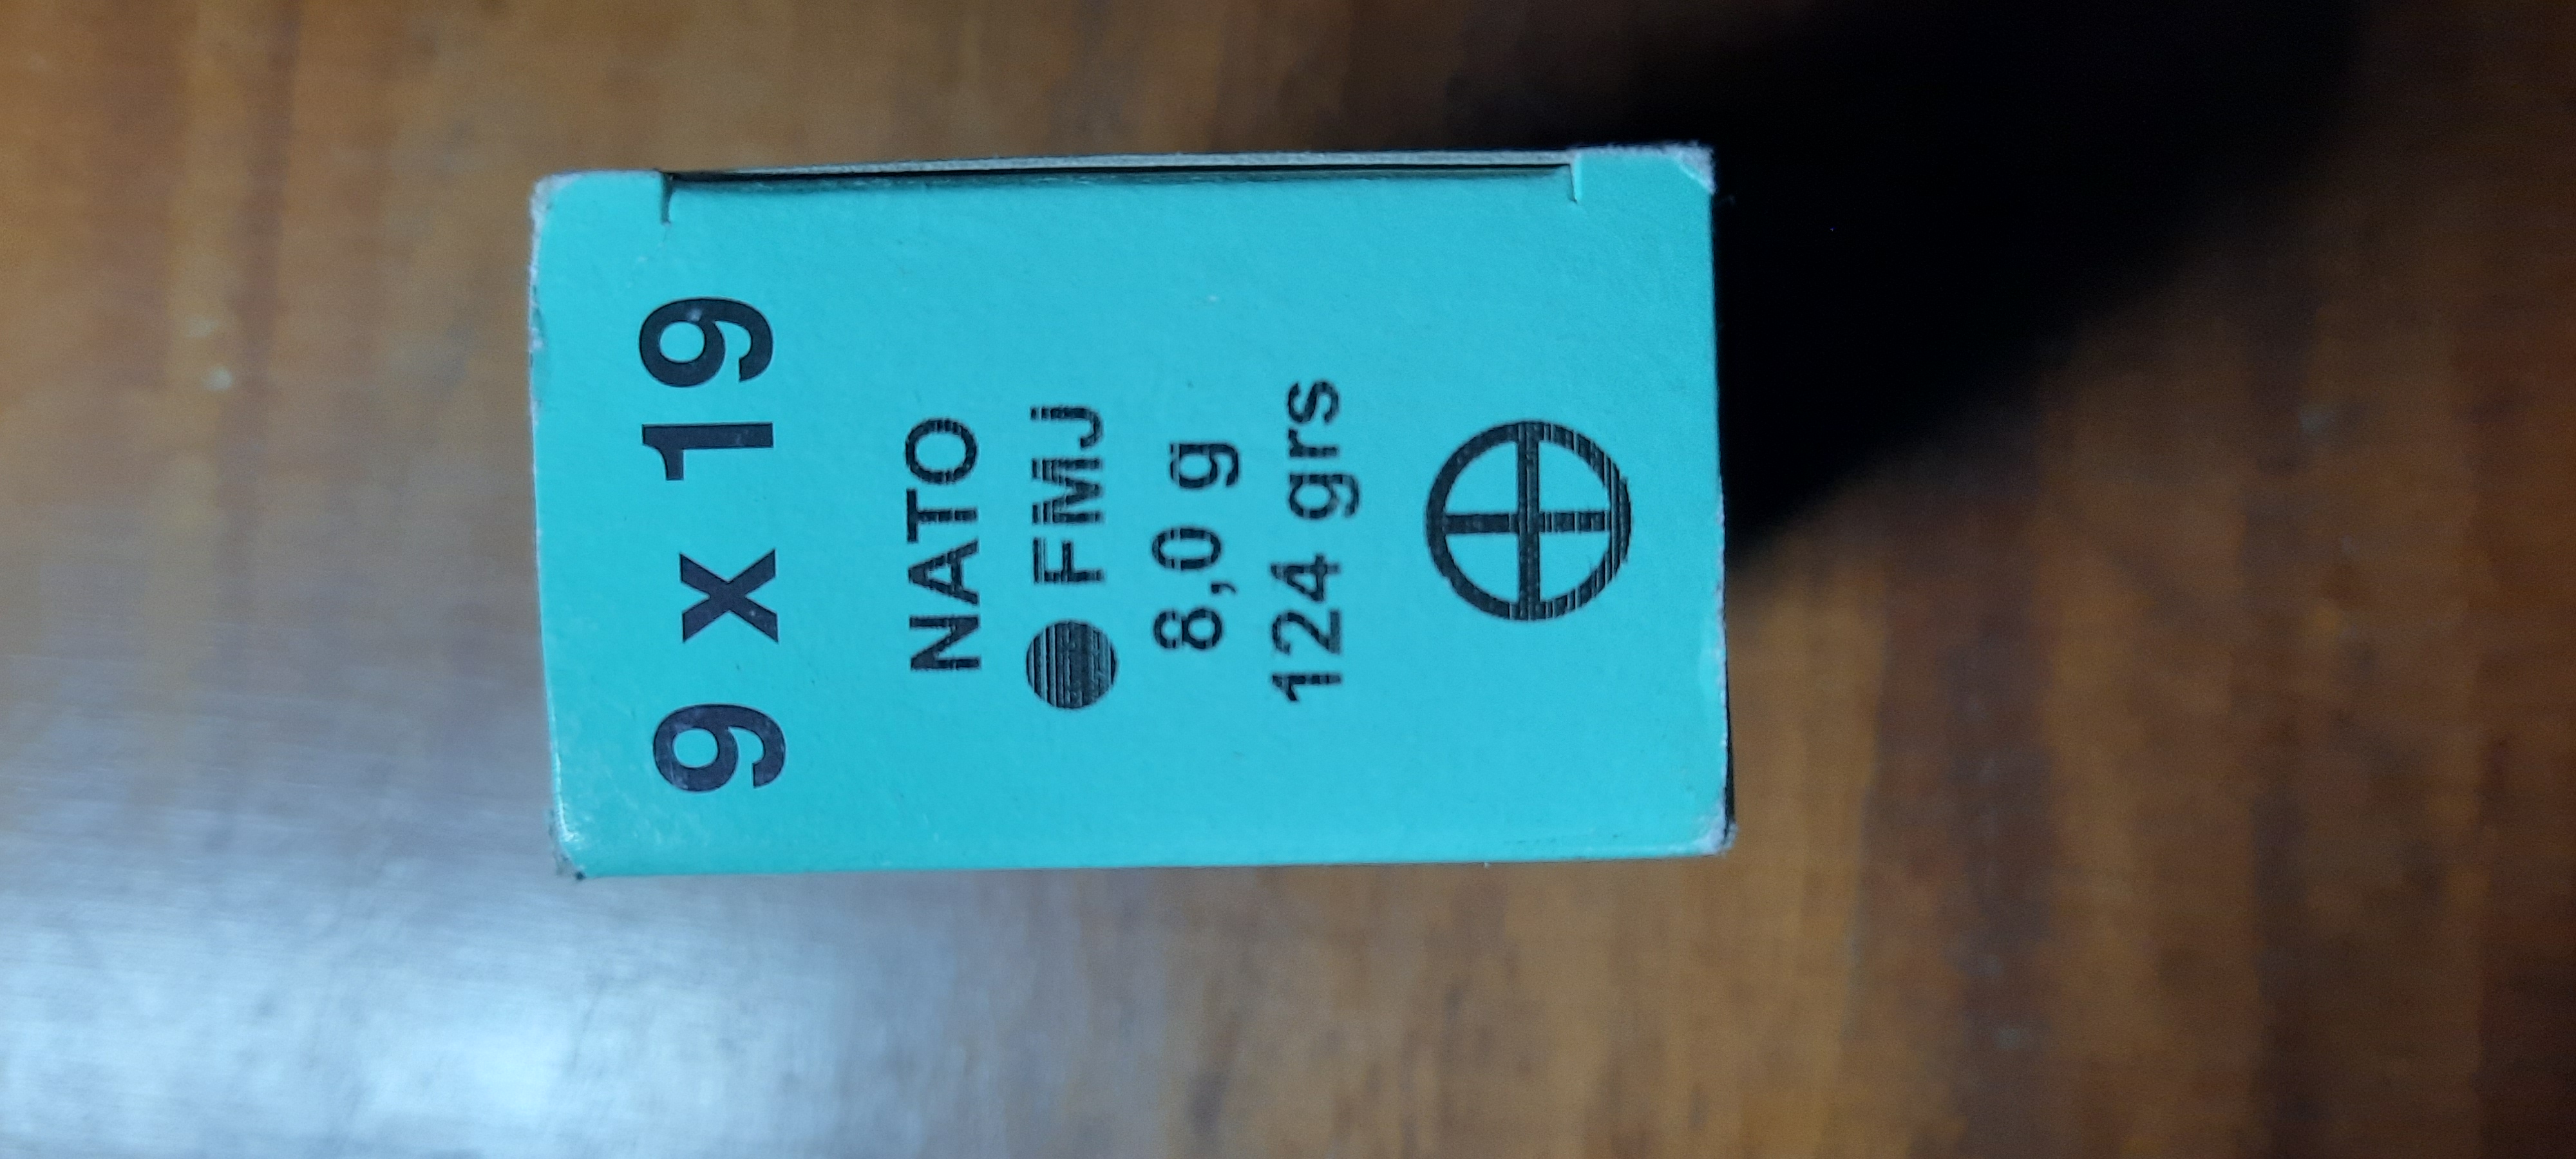 9 x 19
NATO
● FMJ
8,0 g
124 grs